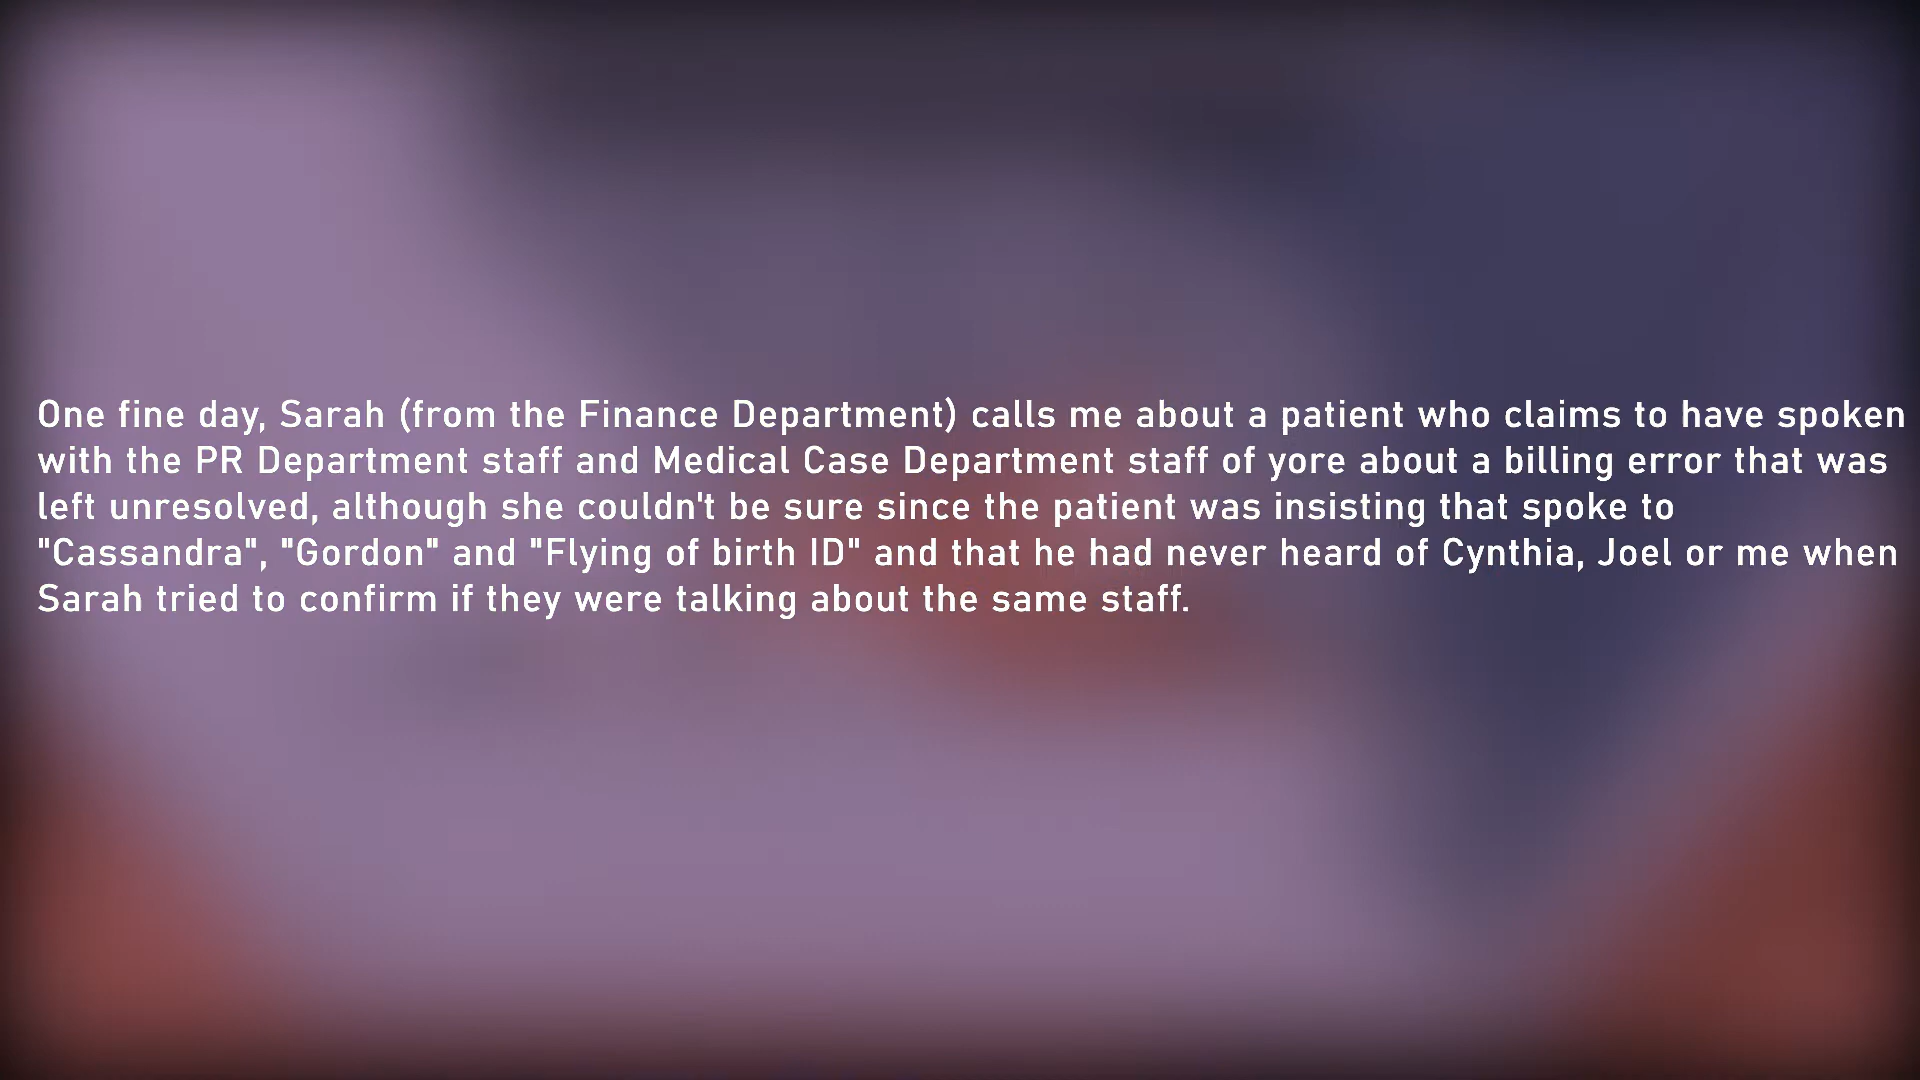 One fine day, Sarah (from the Finance Department) calls me about a patient who claims to have spoken
with the PR Department staff and Medical Case Department staff of yore about a billing error that was
left unresolved, although she couldn't be sure since the patient was insisting that spoke to
"Cassandra", "Gordon" and "Flying of birth ID" and that he had never heard of Cynthia, Joel or me when
Sarah tried to confirm if they were talking about the same staff.